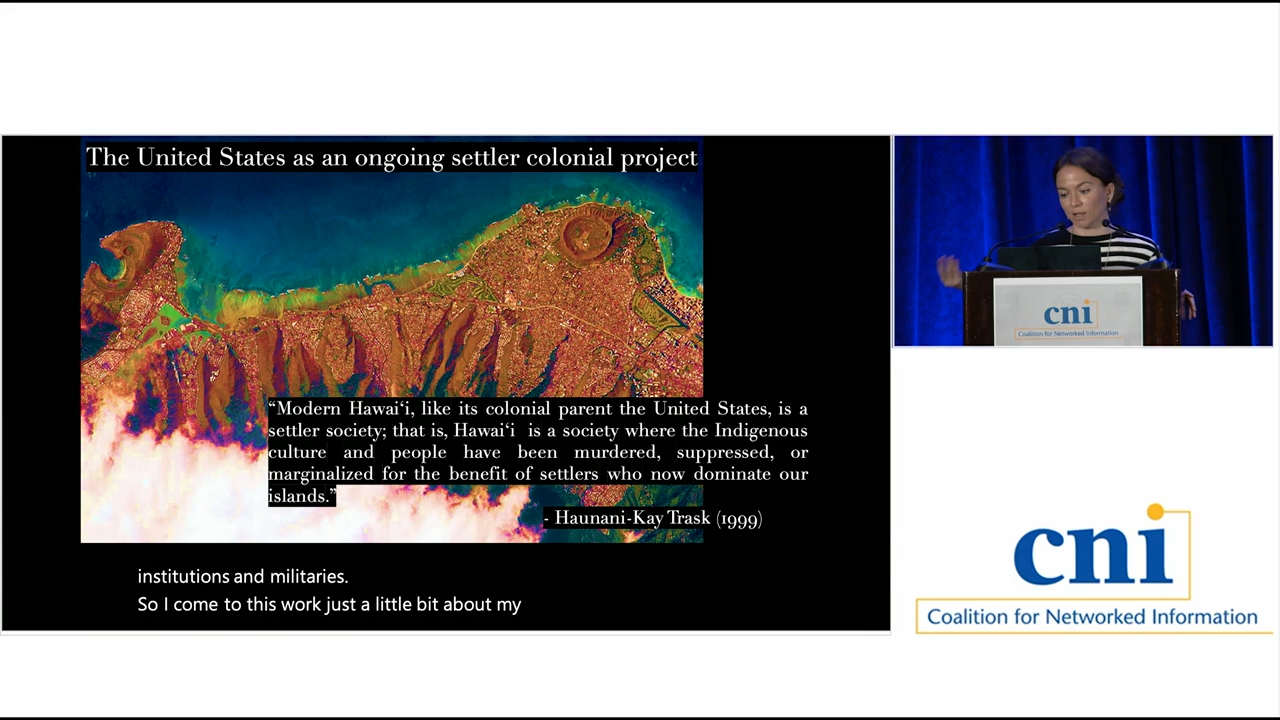 The United States as an ongoing settler colonial project
“Modern Hawaiʻi, like its colonial parent the United States, is a
settler society; that is, Hawaiʻi is a society where the Indigenous
culture and people have been murdered, suppressed, or
marginalized for the benefit of settlers who now dominate our
islands.”
- Haunani-Kay Trask (1999)
institutions and militaries.
So I come to this work just a little bit about my
cni
Coalition for Networked Information
cni
Coalition for Networked Information